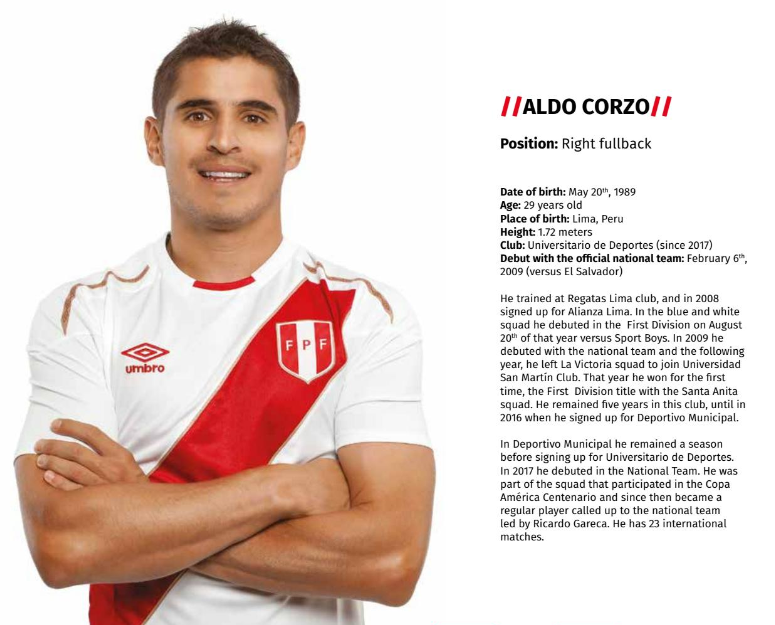 //ALDO CORZO//
Position: Right fullback
Date of birth: May 20th, 1989
Age: 29 years old
Place of birth: Lima, Peru
Height: 1.72 meters
Club: Universitario de Deportes (since 2017)
Debut with the official national team: February 6th,
2009 (versus El Salvador)
He trained at Regatas Lima club, and in 2008
signed up for Alianza Lima. In the blue and white
squad he debuted in the First Division on August
20th of that year versus Sport Boys. In 2009 he
debuted with the national team and the following
year, he left La Victoria squad to join Universidad
San Martín Club. That year he won for the first
time, the First Division title with the Santa Anita
squad. He remained five years in this club, until in
2016 when he signed up for Deportivo Municipal.
In Deportivo Municipal he remained a season
before signing up for Universitario de Deportes.
In 2017 he debuted in the National Team. He was
part of the squad that participated in the Copa
América Centenario and since then became a
regular player called up to the national team
led by Ricardo Gareca. He has 23 international
matches.
umbro
F P F